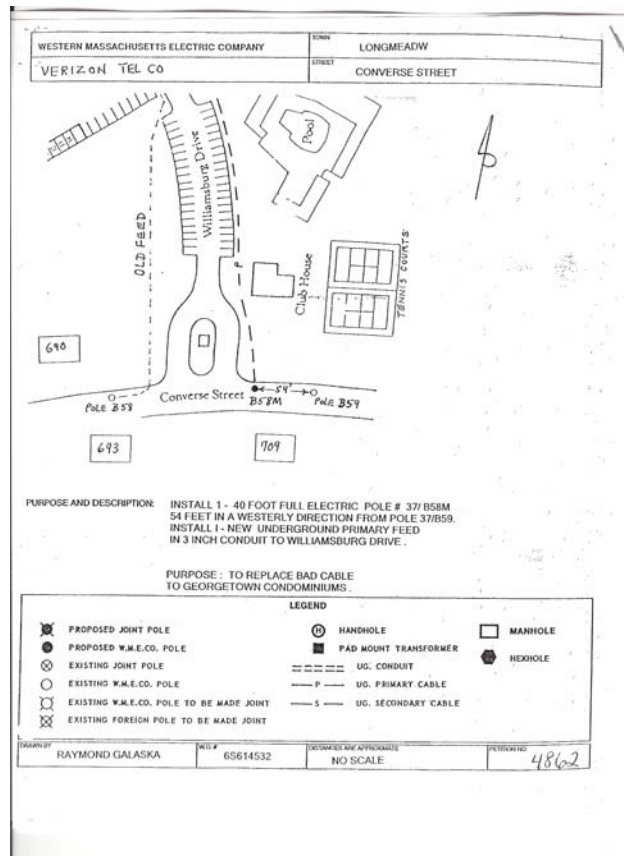 WESTERN MASSACHUSETTS ELECTRIC COMPANY
TOWN
LONGMEADW
VERIZON TEL CO
STREET
CONVERSE STREET
Williamsburg Drive
Pool
OLD FEED
P
Club House
TENNIS COURTS
690
POLE B58
Converse Street
B58M
54'
POLE B59
693
709
PURPOSE AND DESCRIPTION: INSTALL 1 - 40 FOOT FULL ELECTRIC POLE # 37/ B58M
54 FEET IN A WESTERLY DIRECTION FROM POLE 37/B59.
INSTALL I - NEW UNDERGROUND PRIMARY FEED
IN 3 INCH CONDUIT TO WILLIAMSBURG DRIVE .
PURPOSE : TO REPLACE BAD CABLE
TO GEORGETOWN CONDOMINIUMS .
LEGEND
PROPOSED JOINT POLE
PROPOSED W.M.E.CO. POLE
EXISTING JOINT POLE
EXISTING W.M.E.CO. POLE
EXISTING W.M.E.CO. POLE TO BE MADE JOINT
EXISTING FOREIGN POLE TO BE MADE JOINT
H HANDHOLE
PAD MOUNT TRANSFORMER
UG. CONDUIT
P UG. PRIMARY CABLE
S UG. SECONDARY CABLE
MANHOLE
HEXHOLE
DRAWN BY
RAYMOND GALASKA
W.O. #
6S614532
DISTANCES ARE APPROXIMATE
NO SCALE
PETITION NO.
4862